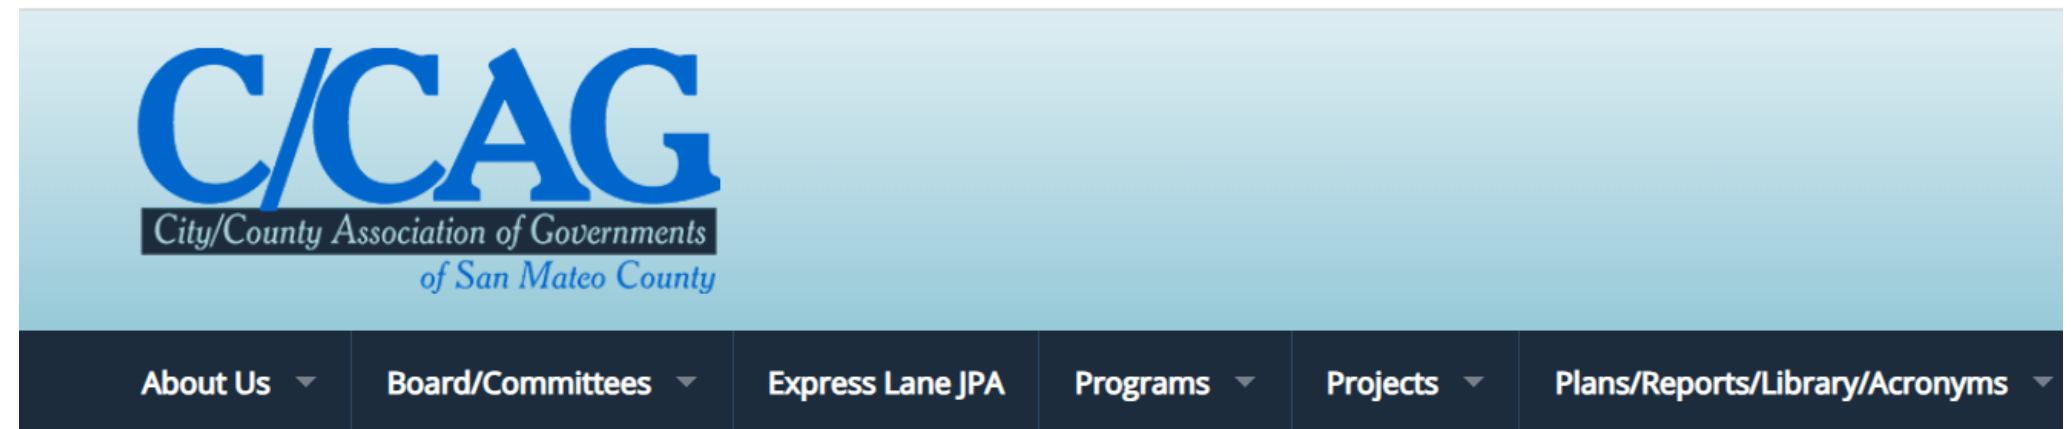 C/CAG
City/County Association of Governments
of San Mateo County
About Us Board/Committees Express Lane JPA Programs Projects Plans/Reports/Library/Acronyms